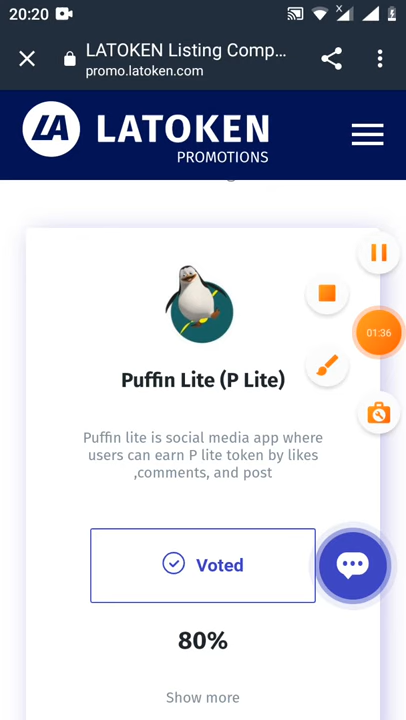 20:20
LATOKEN Listing Comp...
promo.latoken.com
LA LATOKEN
PROMOTIONS
01:36
Puffin Lite (P Lite)
Puffin lite is social media app where
users can earn P lite token by likes
,comments, and post
Voted
80%
Show more